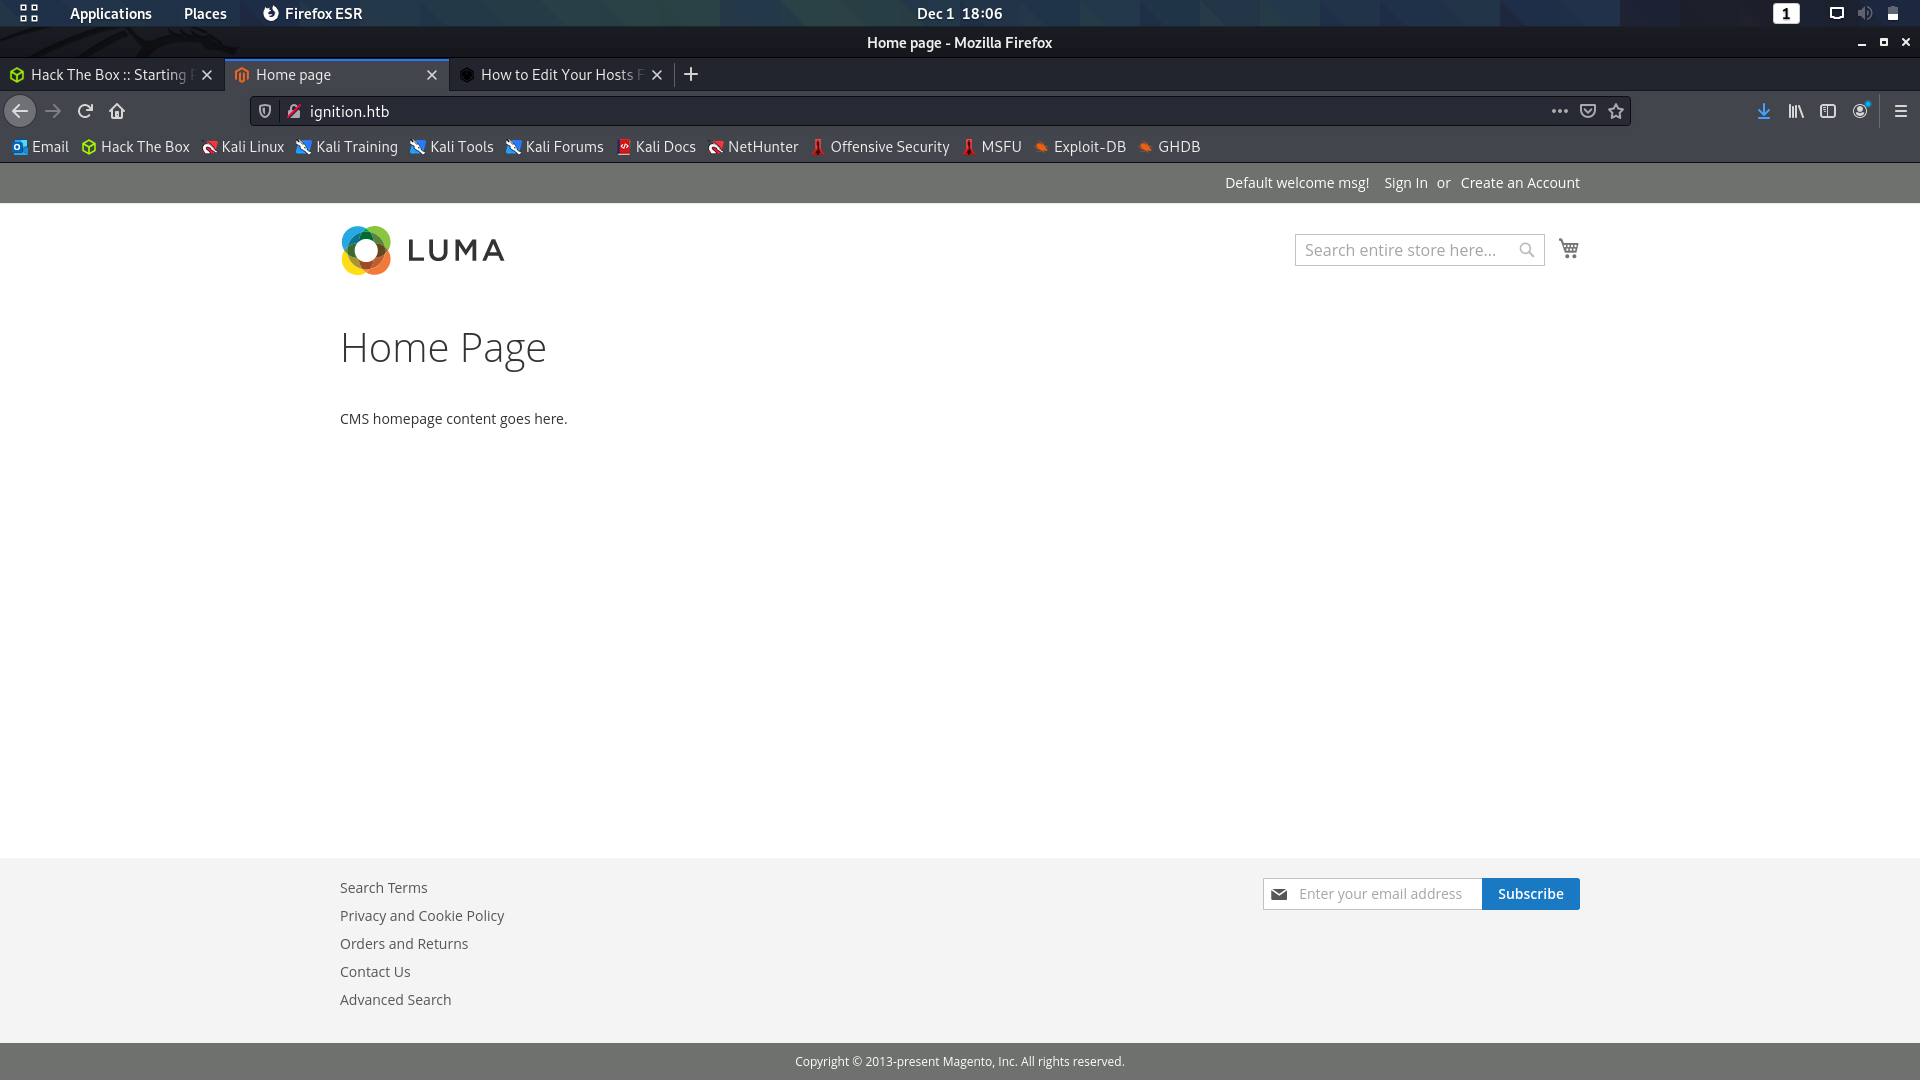 Applications Places Firefox ESR Dec 1 18:06 1
Home page - Mozilla Firefox
Hack The Box :: Starting Home page How to Edit Your Hosts F
ignition.htb
Email Hack The Box Kali Linux Kali Training Kali Tools Kali Forums Kali Docs NetHunter Offensive Security MSFU Exploit-DB GHDB
Default welcome msg! Sign In or Create an Account
LUMA Search entire store here...
Home Page
CMS homepage content goes here.
Search Terms
Enter your email address Subscribe
Privacy and Cookie Policy
Orders and Returns
Contact Us
Advanced Search
Copyright © 2013-present Magento, Inc. All rights reserved.